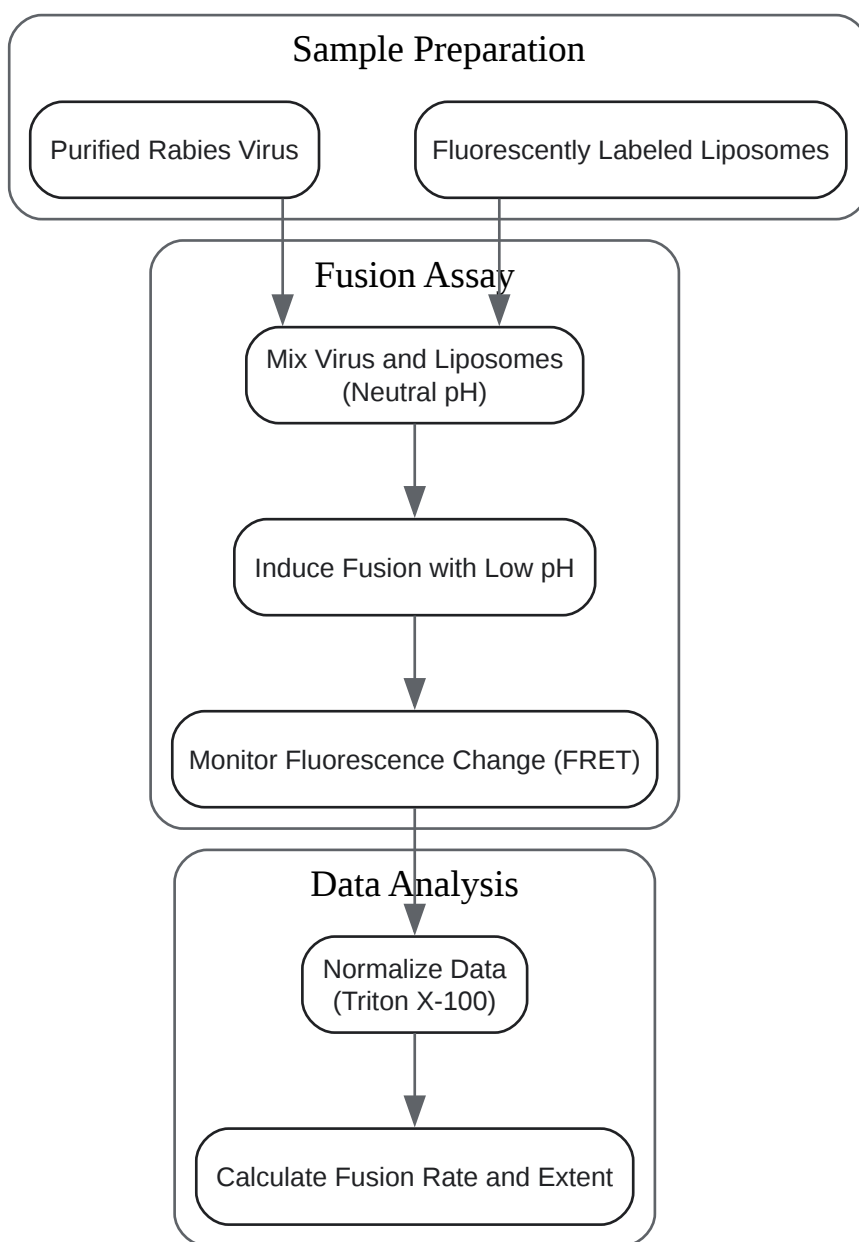 Sample Preparation
Purified Rabies Virus
Fluorescently Labeled Liposomes
Fusion Assay
Mix Virus and Liposomes
(Neutral pH)
Induce Fusion with Low pH
Monitor Fluorescence Change (FRET)
Data Analysis
Normalize Data
(Triton X-100)
Calculate Fusion Rate and Extent